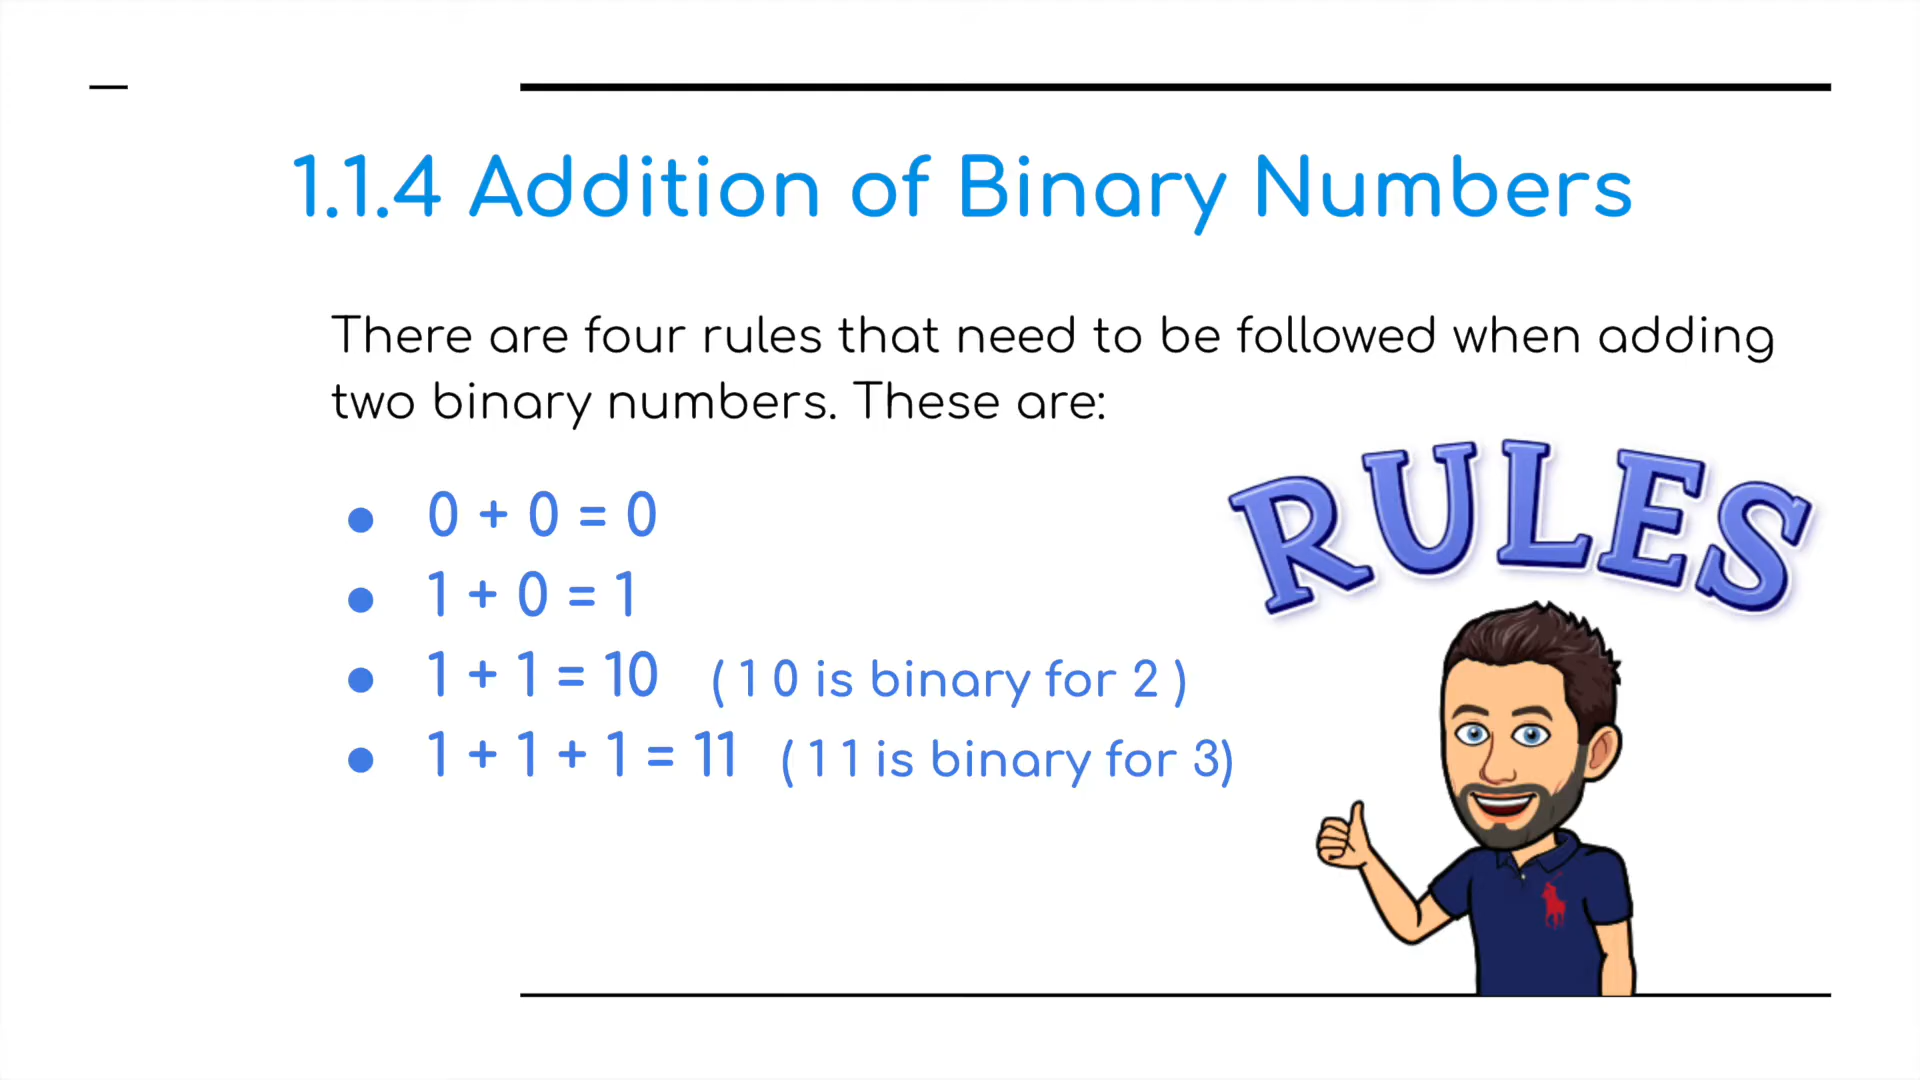 1.1.4 Addition of Binary Numbers
There are four rules that need to be followed when adding
two binary numbers. These are:
● 0 + 0 = 0
● 1 + 0 = 1
● 1 + 1 = 10 ( 1 0 is binary for 2 )
● 1 + 1 + 1 = 11 ( 1 1 is binary for 3)
RULES